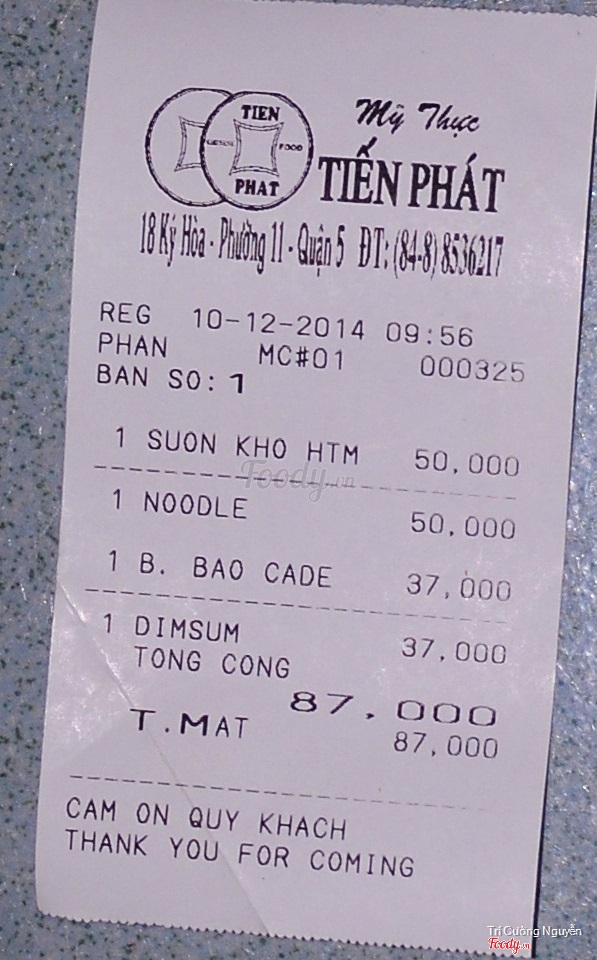 TIEN
PHAT
FOOD
Mỹ Thực
TIẾN PHÁT
18 Ký Hòa - Phường 11 - Quận 5 ĐT: (84-8) 8536217
REG 10-12-2014 09:56
PHAN MC#01 000325
BAN SO: 1
1 SUON KHO HTM 50,000
Foody.vn
1 NOODLE 50,000
1 B. BAO CADE 37,000
1 DIMSUM 37,000
TONG CONG
87,000
T.MAT 87,000
CAM ON QUY KHACH
THANK YOU FOR COMING
Trí Cường Nguyễn
Foody.vn